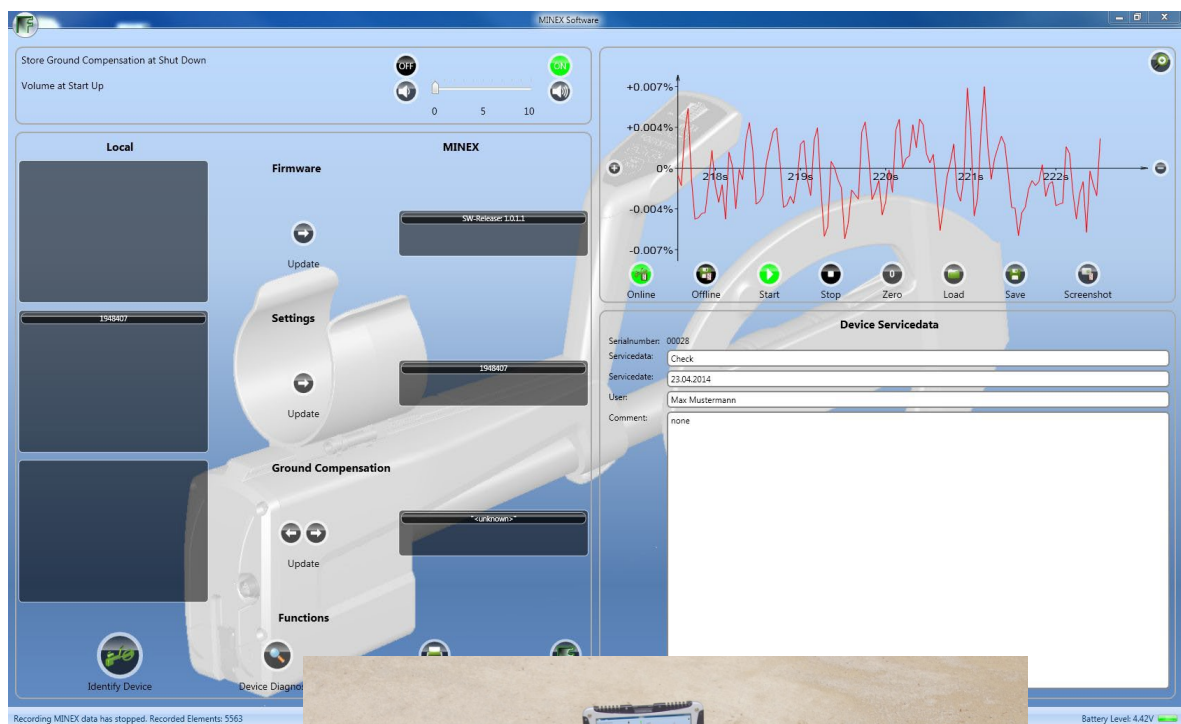 MINEX Software
Store Ground Compensation at Shut Down
OFF
ON
Volume at Start Up
0 5 10
Local
MINEX
Firmware
SW-Release: 1.0.1.1
Update
1948407
Settings
1948407
Update
Ground Compensation
"<unknown>"
Update
Functions
Identify Device
Device Diagnos
+0.007%
+0.004%
0%
-0.004%
-0.007%
218s 219s 220s 221s 222s
0
Online Offline Start Stop Zero Load Save Screenshot
Device Servicedata
Serialnumber: 00028
Servicedata: Check
Servicedate: 23.04.2014
User: Max Mustermann
Comment: none
Recording MINEX data has stopped. Recorded Elements: 5563
Battery Level: 4.42V